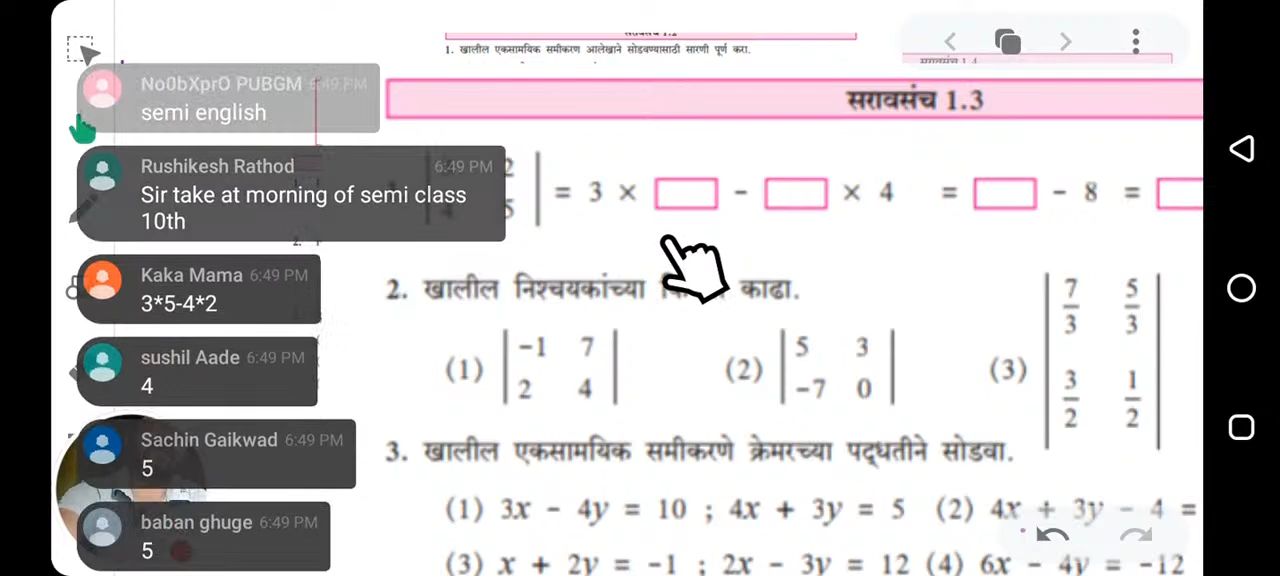 1. खालील एकसामयिक समीकरण आलेखाने सोडवण्यासाठी सारणी पूर्ण करा.
सरावसंच 1.3
No0bXprO PUBGM 6:49 PM
semi english
Rushikesh Rathod 6:49 PM
Sir take at morning of semi class
10th
Kaka Mama 6:49 PM
3*5-4*2
sushil Aade 6:49 PM
4
Sachin Gaikwad 6:49 PM
5
baban ghuge 6:49 PM
5
2
5
= 3 × - × 4 = - 8 =
2. खालील निश्चयकांच्या काढा.
(1) -1 7
2 4
(2) 5 3
-7 0
(3) 7/3 5/3
3/2 1/2
3. खालील एकसामयिक समीकरणे क्रेमरच्या पद्धतीने सोडवा.
(1) 3x - 4y = 10 ; 4x + 3y = 5 (2) 4x + 3y - 4 =
(3) x + 2y = -1 ; 2x - 3y = 12 (4) 6x - 4y = -12